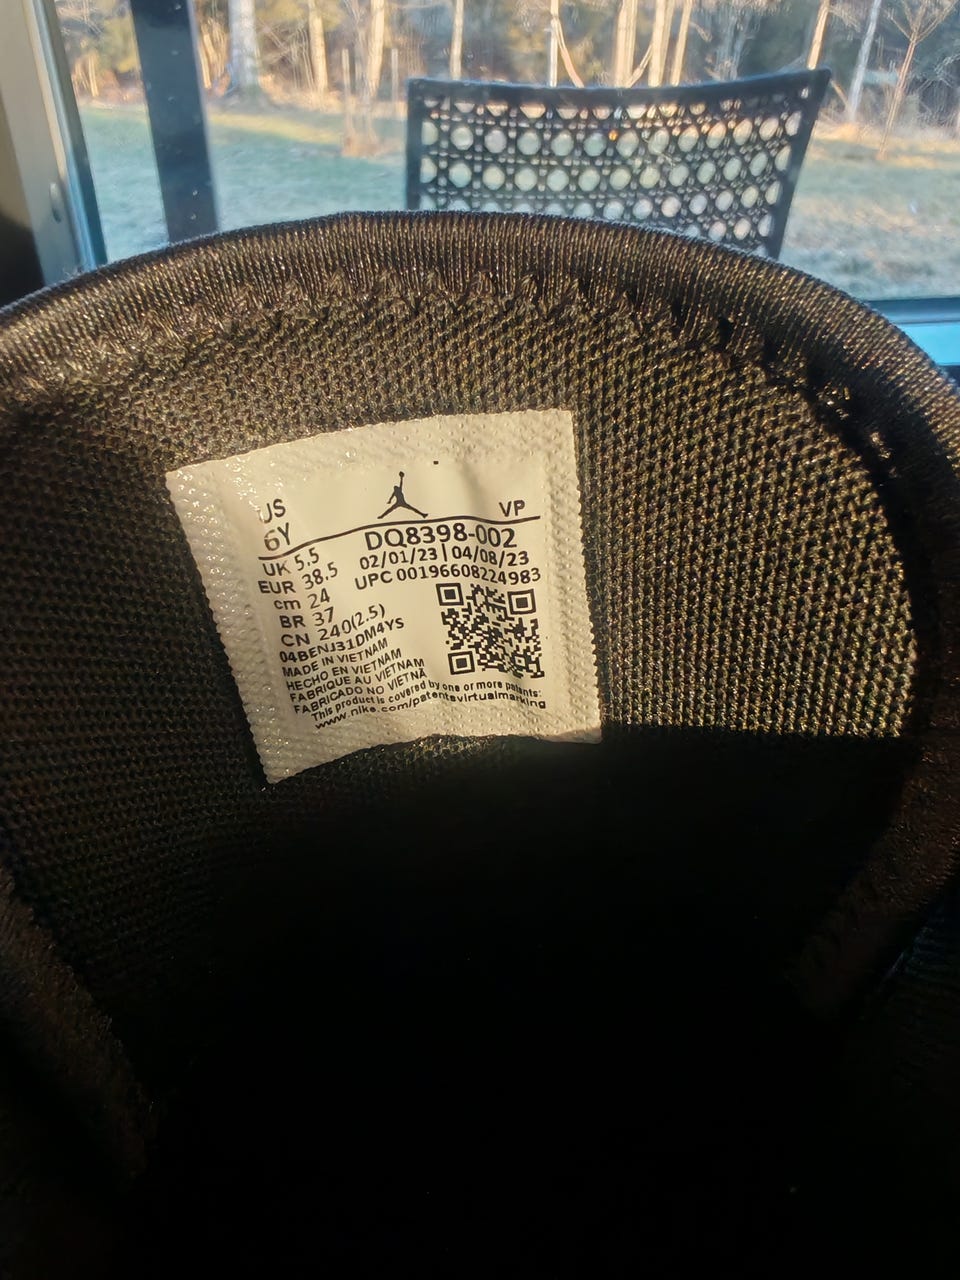 US
6Y
VP
UK 5.5
EUR 38.5
cm 24
BR 37
CN 240(2.5)
DQ8398-002
02/01/23 | 04/08/23
UPC 00196608224983
04BENJ31DM4YS
MADE IN VIETNAM
HECHO EN VIETNAM
FABRIQUE AU VIETNAM
FABRICADO NO VIETNÃ
This product is covered by one or more patents:
www.nike.com/patentsvirtualmarking